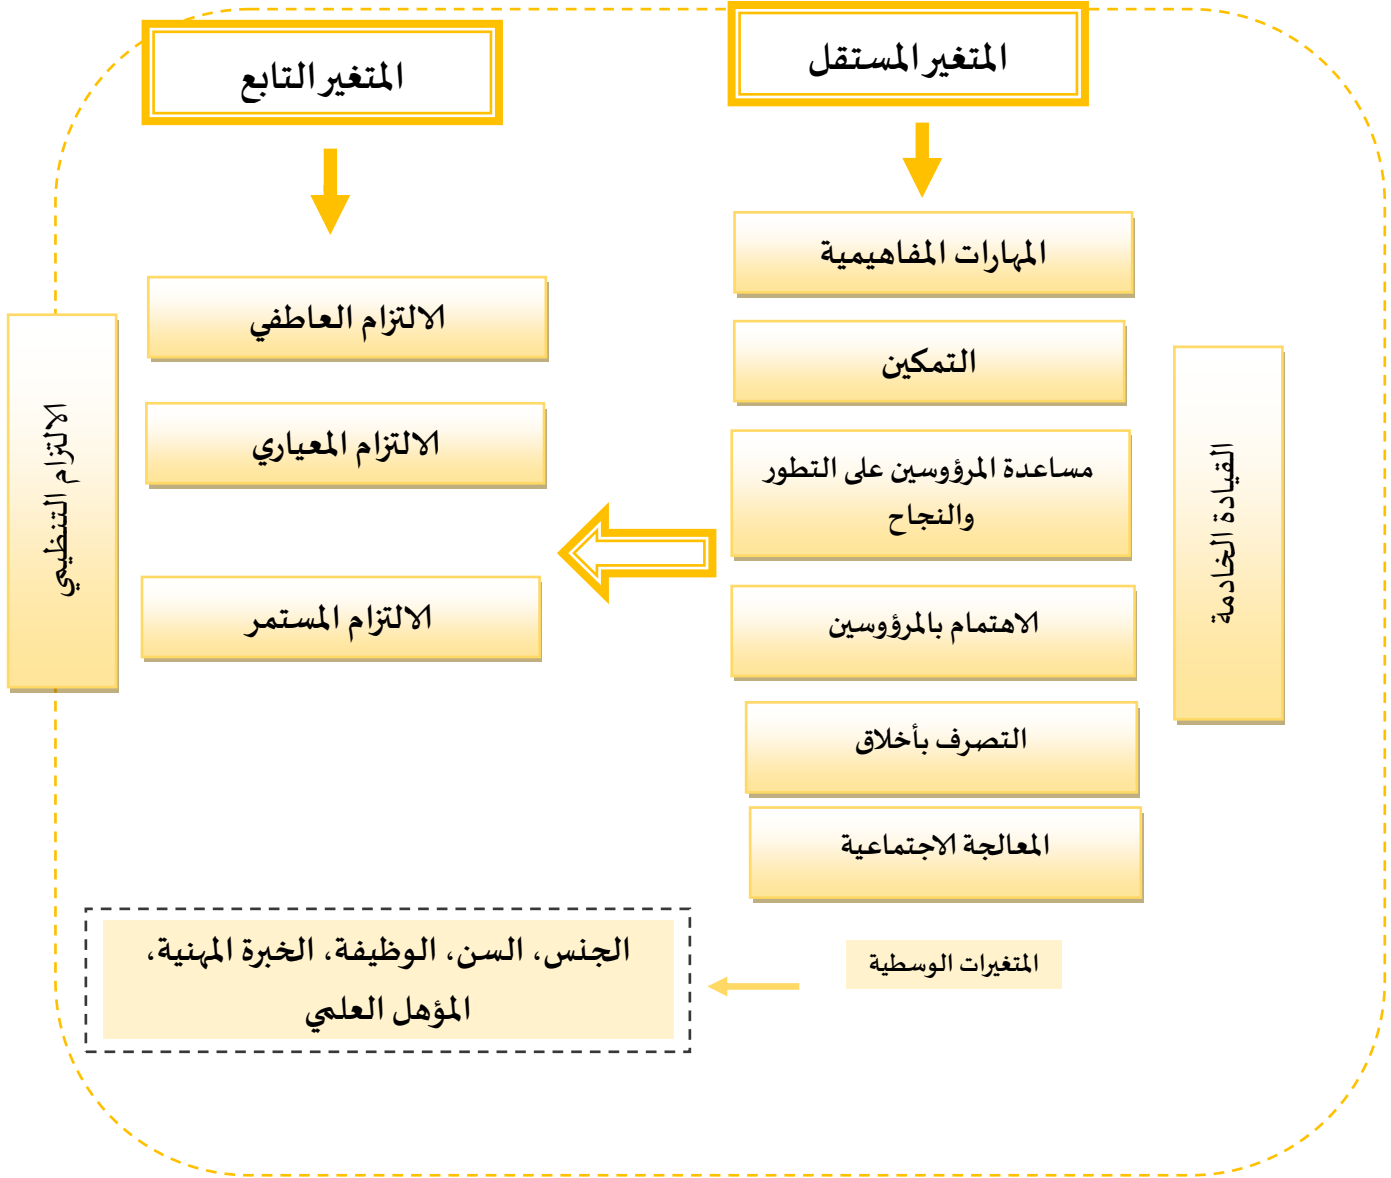 المتغير المستقل
المتغير التابع
المهارات المفاهيمية
التمكين
مساعدة المرؤوسين على التطور
والنجاح
الاهتمام بالمرؤوسين
التصرف بأخلاق
المعالجة الاجتماعية
القيادة الخادمة
الالتزام العاطفي
الالتزام المعياري
الالتزام المستمر
الالتزام التنظيمي
المتغيرات الوسطية
الجنس، السن، الوظيفة، الخبرة المهنية،
المؤهل العلمي